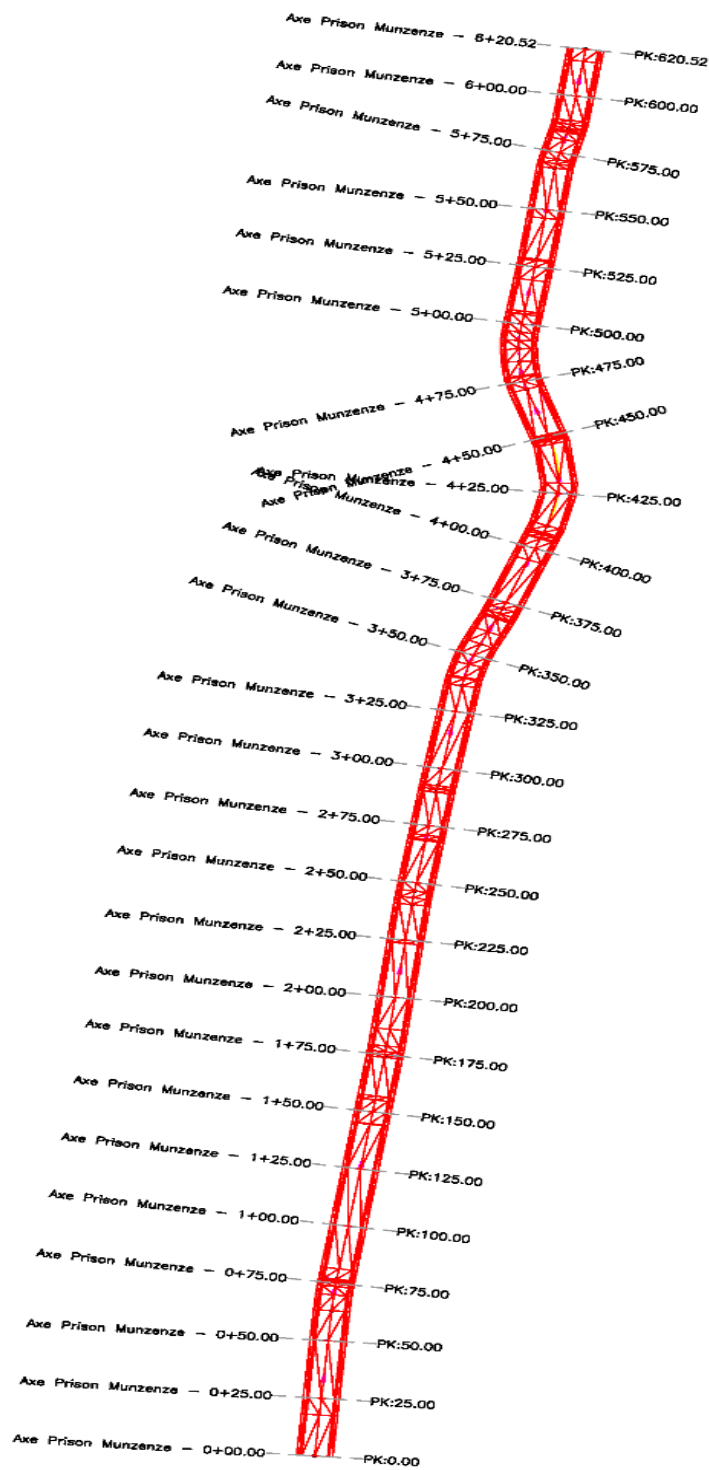 Axe Prison Munzenze - 6+20.52 PK:620.52
Axe Prison Munzenze - 6+00.00 PK:600.00
Axe Prison Munzenze - 5+75.00 PK:575.00
Axe Prison Munzenze - 5+50.00 PK:550.00
Axe Prison Munzenze - 5+25.00 PK:525.00
Axe Prison Munzenze - 5+00.00 PK:500.00
Axe Prison Munzenze - 4+75.00 PK:475.00
Axe Prison Munzenze - 4+50.00 PK:450.00
Axe Prison Munzenze - 4+25.00 PK:425.00
Axe Prison Munzenze - 4+00.00 PK:400.00
Axe Prison Munzenze - 3+75.00 PK:375.00
Axe Prison Munzenze - 3+50.00 PK:350.00
Axe Prison Munzenze - 3+25.00 PK:325.00
Axe Prison Munzenze - 3+00.00 PK:300.00
Axe Prison Munzenze - 2+75.00 PK:275.00
Axe Prison Munzenze - 2+50.00 PK:250.00
Axe Prison Munzenze - 2+25.00 PK:225.00
Axe Prison Munzenze - 2+00.00 PK:200.00
Axe Prison Munzenze - 1+75.00 PK:175.00
Axe Prison Munzenze - 1+50.00 PK:150.00
Axe Prison Munzenze - 1+25.00 PK:125.00
Axe Prison Munzenze - 1+00.00 PK:100.00
Axe Prison Munzenze - 0+75.00 PK:75.00
Axe Prison Munzenze - 0+50.00 PK:50.00
Axe Prison Munzenze - 0+25.00 PK:25.00
Axe Prison Munzenze - 0+00.00 PK:0.00